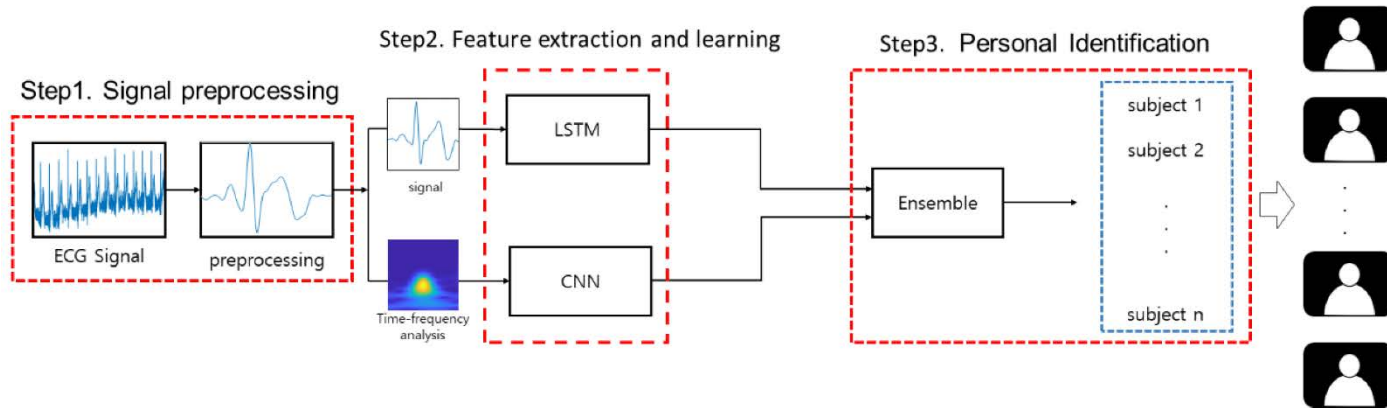 Step1. Signal preprocessing
ECG Signal
preprocessing
Step2. Feature extraction and learning
signal
LSTM
Time-frequency
analysis
CNN
Step3. Personal Identification
Ensemble
subject 1
subject 2
.
.
.
subject n
.
.
.